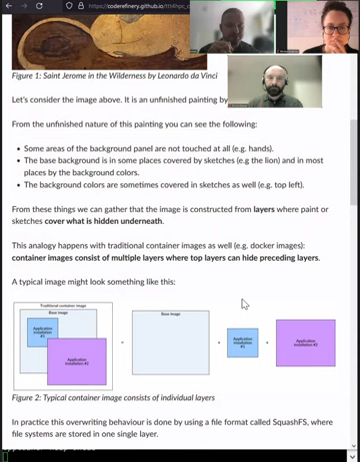 https://coderefinery.github.io/ttt4hpc_c
Figure 1: Saint Jerome in the Wilderness by Leonardo da Vinci
Let's consider the image above. It is an unfinished painting by
From the unfinished nature of this painting you can see the following:
• Some areas of the background panel are not touched at all (e.g. hands).
• The base background is in some places covered by sketches (e.g the lion) and in most
places by the background colors.
• The background colors are sometimes covered in sketches as well (e.g. top left).
From these things we can gather that the image is constructed from layers where paint or
sketches cover what is hidden underneath.
This analogy happens with traditional container images as well (e.g. docker images):
container images consist of multiple layers where top layers can hide preceding layers.
A typical image might look something like this:
Traditional container image
Base image
Application
installation
#1
Application
installation #2
=
Base image
+
Application
installation
#1
+
Application
installation #2
Figure 2: Typical container image consists of individual layers
In practice this overwriting behaviour is done by using a file format called SquashFS, where
file systems are stored in one single layer.